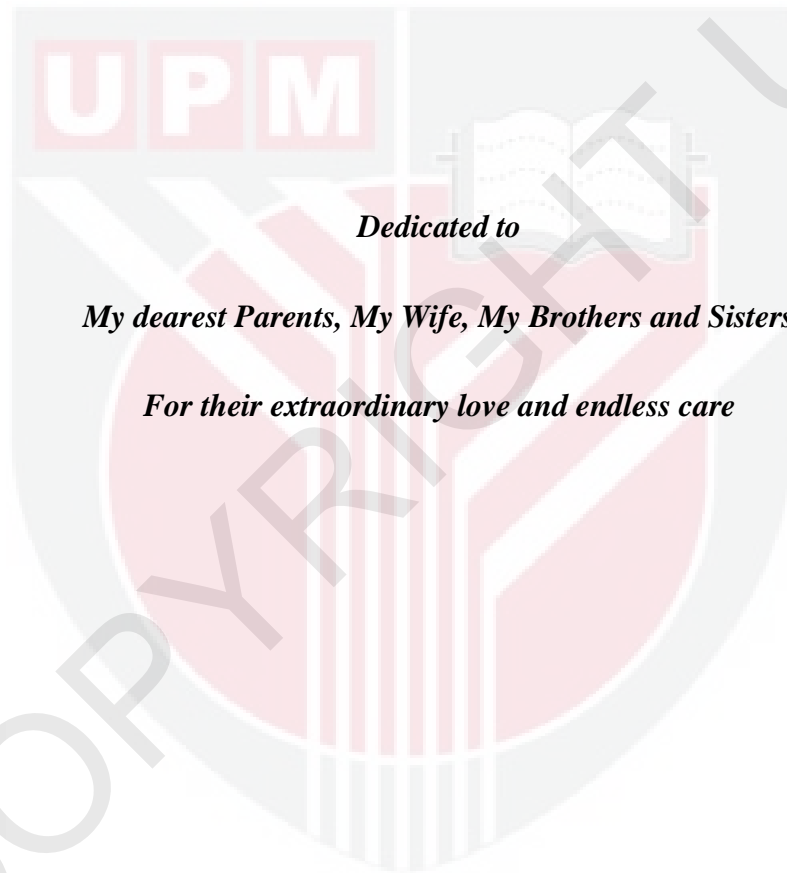 UPM
Dedicated to
My dearest Parents, My Wife, My Brothers and Sisters
For their extraordinary love and endless care
OPYRIGHT U